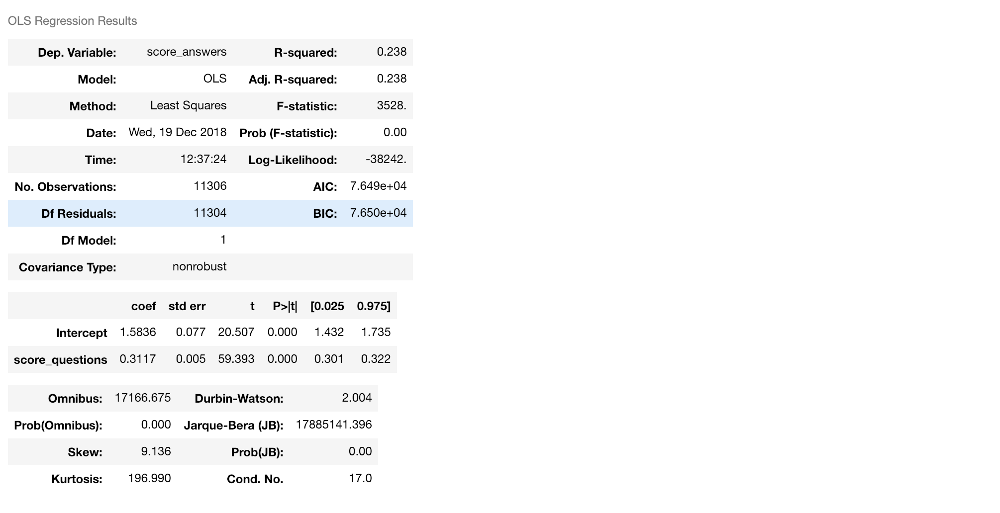 OLS Regression Results
Dep. Variable: score_answers R-squared: 0.238
Model: OLS Adj. R-squared: 0.238
Method: Least Squares F-statistic: 3528.
Date: Wed, 19 Dec 2018 Prob (F-statistic): 0.00
Time: 12:37:24 Log-Likelihood: -38242.
No. Observations: 11306 AIC: 7.649e+04
Df Residuals: 11304 BIC: 7.650e+04
Df Model: 1
Covariance Type: nonrobust
coef std err t P>|t| [0.025 0.975]
Intercept 1.5836 0.077 20.507 0.000 1.432 1.735
score_questions 0.3117 0.005 59.393 0.000 0.301 0.322
Omnibus: 17166.675 Durbin-Watson: 2.004
Prob(Omnibus): 0.000 Jarque-Bera (JB): 17885141.396
Skew: 9.136 Prob(JB): 0.00
Kurtosis: 196.990 Cond. No. 17.0